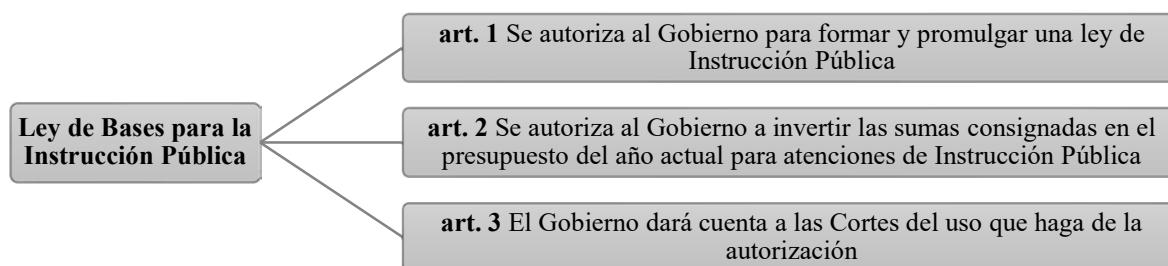 Ley de Bases para la
Instrucción Pública
art. 1 Se autoriza al Gobierno para formar y promulgar una ley de
Instrucción Pública
art. 2 Se autoriza al Gobierno a invertir las sumas consignadas en el
presupuesto del año actual para atenciones de Instrucción Pública
art. 3 El Gobierno dará cuenta a las Cortes del uso que haga de la
autorización